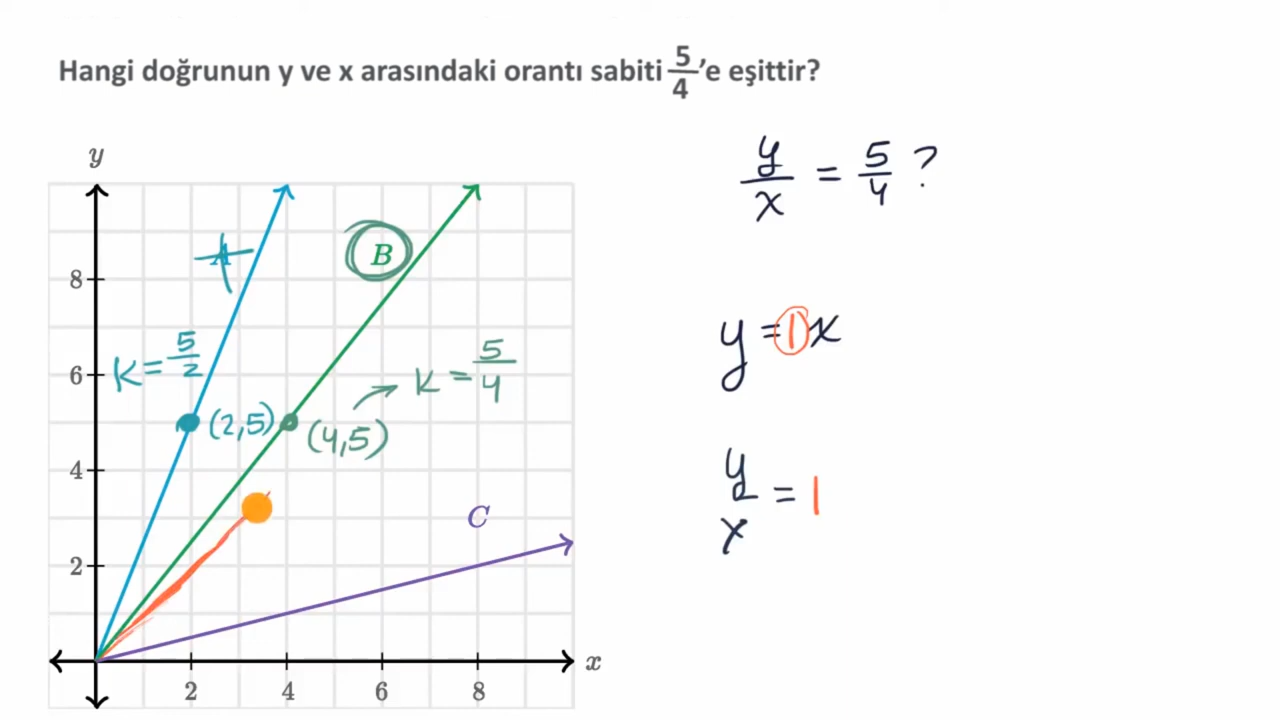 Hangi doğrunun y ve x arasındaki orantı sabiti 5/4'e eşittir?
y/x = 5/4 ?
y
A
B
8
K = 5/2
K = 5/4
y = 1x
6
(2,5)
(4,5)
4
y/x = 1
C
2
x
2 4 6 8